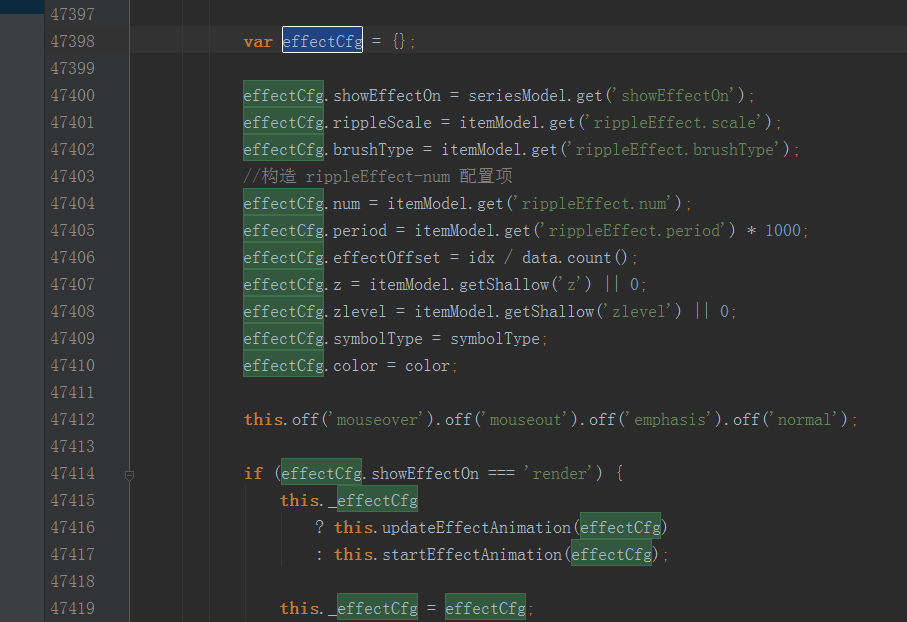 47397
47398 var effectCfg = {};
47399
47400 effectCfg.showEffectOn = seriesModel.get('showEffectOn');
47401 effectCfg.rippleScale = itemModel.get('rippleEffect.scale');
47402 effectCfg.brushType = itemModel.get('rippleEffect.brushType');
47403 //构造 rippleEffect-num 配置项
47404 effectCfg.num = itemModel.get('rippleEffect.num');
47405 effectCfg.period = itemModel.get('rippleEffect.period') * 1000;
47406 effectCfg.effectOffset = idx / data.count();
47407 effectCfg.z = itemModel.getShallow('z') || 0;
47408 effectCfg.zlevel = itemModel.getShallow('zlevel') || 0;
47409 effectCfg.symbolType = symbolType;
47410 effectCfg.color = color;
47411
47412 this.off('mouseover').off('mouseout').off('emphasis').off('normal');
47413
47414 if (effectCfg.showEffectOn === 'render') {
47415 this._effectCfg
47416 ? this.updateEffectAnimation(effectCfg)
47417 : this.startEffectAnimation(effectCfg);
47418
47419 this._effectCfg = effectCfg;